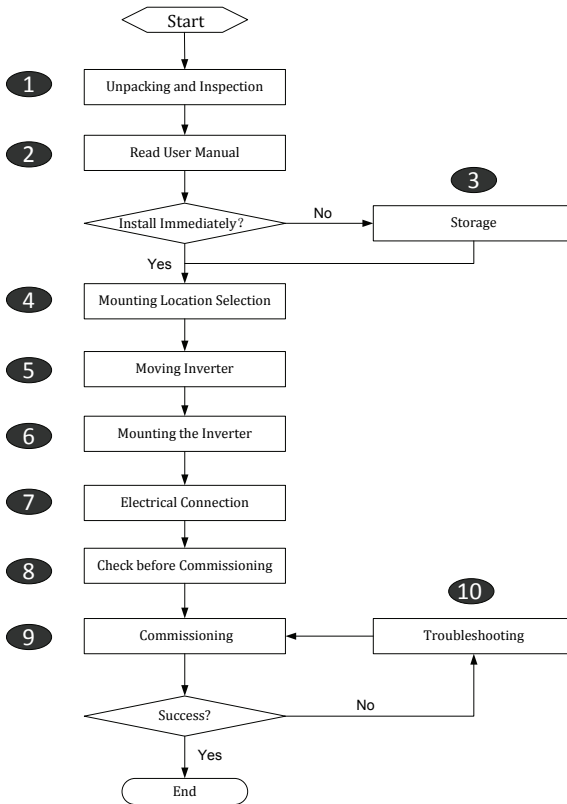 Start
1
Unpacking and Inspection
2
Read User Manual
3
Install Immediately?
No
Storage
Yes
4
Mounting Location Selection
5
Moving Inverter
6
Mounting the Inverter
7
Electrical Connection
8
Check before Commissioning
10
9
Commissioning
Troubleshooting
Success?
No
Yes
End